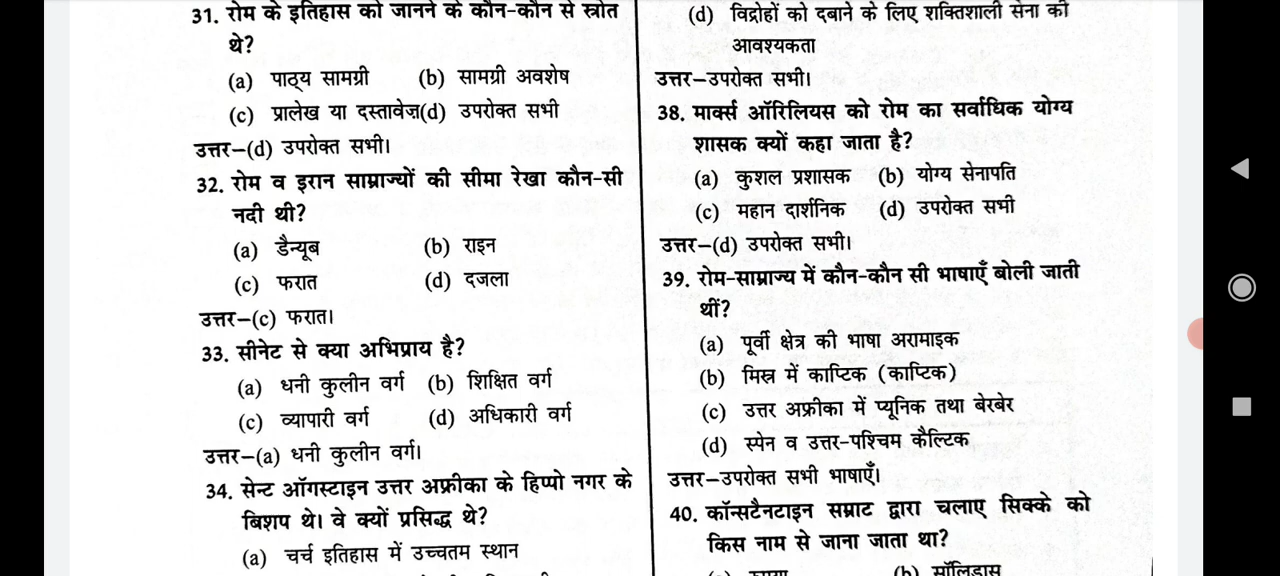 31. रोम के इतिहास को जानने के कौन-कौन से स्त्रोत
थे?
(a) पाठ्य सामग्री (b) सामग्री अवशेष
(c) प्रालेख या दस्तावेज(d) उपरोक्त सभी
उत्तर–(d) उपरोक्त सभी।
32. रोम व इरान साम्राज्यों की सीमा रेखा कौन-सी
नदी थी?
(a) डैन्यूब (b) राइन
(c) फरात (d) दजला
उत्तर–(c) फरात।
33. सीनेट से क्या अभिप्राय है?
(a) धनी कुलीन वर्ग (b) शिक्षित वर्ग
(c) व्यापारी वर्ग (d) अधिकारी वर्ग
उत्तर–(a) धनी कुलीन वर्ग।
34. सेन्ट ऑगस्टाइन उत्तर अफ्रीका के हिप्पो नगर के
बिशप थे। वे क्यों प्रसिद्ध थे?
(a) चर्च इतिहास में उच्चतम स्थान
(d) विद्रोहों को दबाने के लिए शक्तिशाली सेना की
आवश्यकता
उत्तर–उपरोक्त सभी।
38. मार्क्स ऑरिलियस को रोम का सर्वाधिक योग्य
शासक क्यों कहा जाता है?
(a) कुशल प्रशासक (b) योग्य सेनापति
(c) महान दार्शनिक (d) उपरोक्त सभी
उत्तर–(d) उपरोक्त सभी।
39. रोम-साम्राज्य में कौन-कौन सी भाषाएँ बोली जाती
थीं?
(a) पूर्वी क्षेत्र की भाषा अरामाइक
(b) मिस्र में काप्टिक (काप्टिक)
(c) उत्तर अफ्रीका में प्यूनिक तथा बेरबेर
(d) स्पेन व उत्तर-पश्चिम कैल्टिक
उत्तर–उपरोक्त सभी भाषाएँ।
40. कॉन्सटैनटाइन सम्राट द्वारा चलाए सिक्के को
किस नाम से जाना जाता था?
(b) सॉलिडास